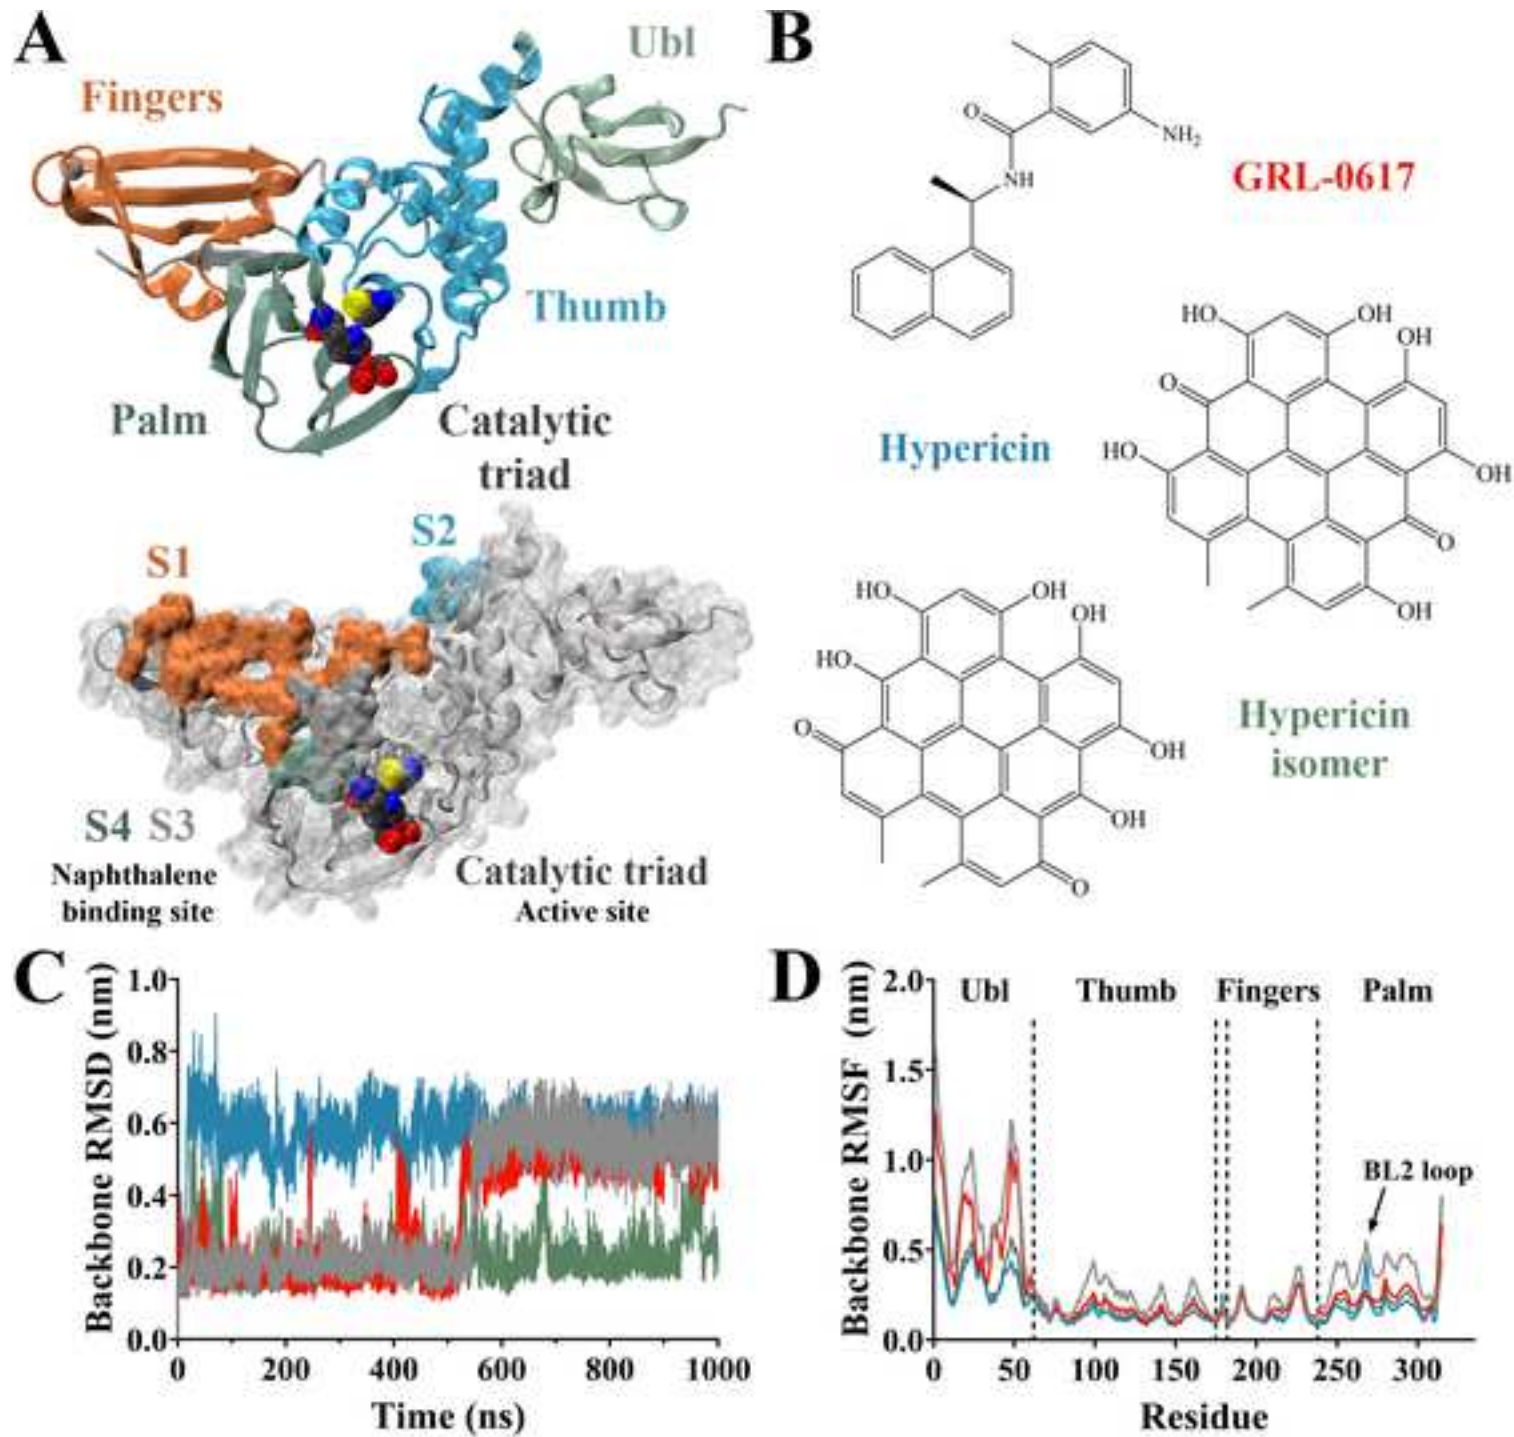 A
Fingers
Ubl
Thumb
Palm
Catalytic
triad
S1
S2
S4 S3
Naphthalene
binding site
Catalytic triad
Active site
B
O
NH
NH₂
GRL-0617
Hypericin
HO
OH
OH
O
HO
OH
O
OH
Hypericin
isomer
HO
OH
OH
HO
O
OH
OH
O
C
Backbone RMSD (nm)
1.0
0.8
0.6
0.4
0.2
0.0
0 200 400 600 800 1000
Time (ns)
D
Backbone RMSF (nm)
2.0
1.5
1.0
0.5
0.0
Ubl Thumb Fingers Palm
BL2 loop
0 50 100 150 200 250 300
Residue